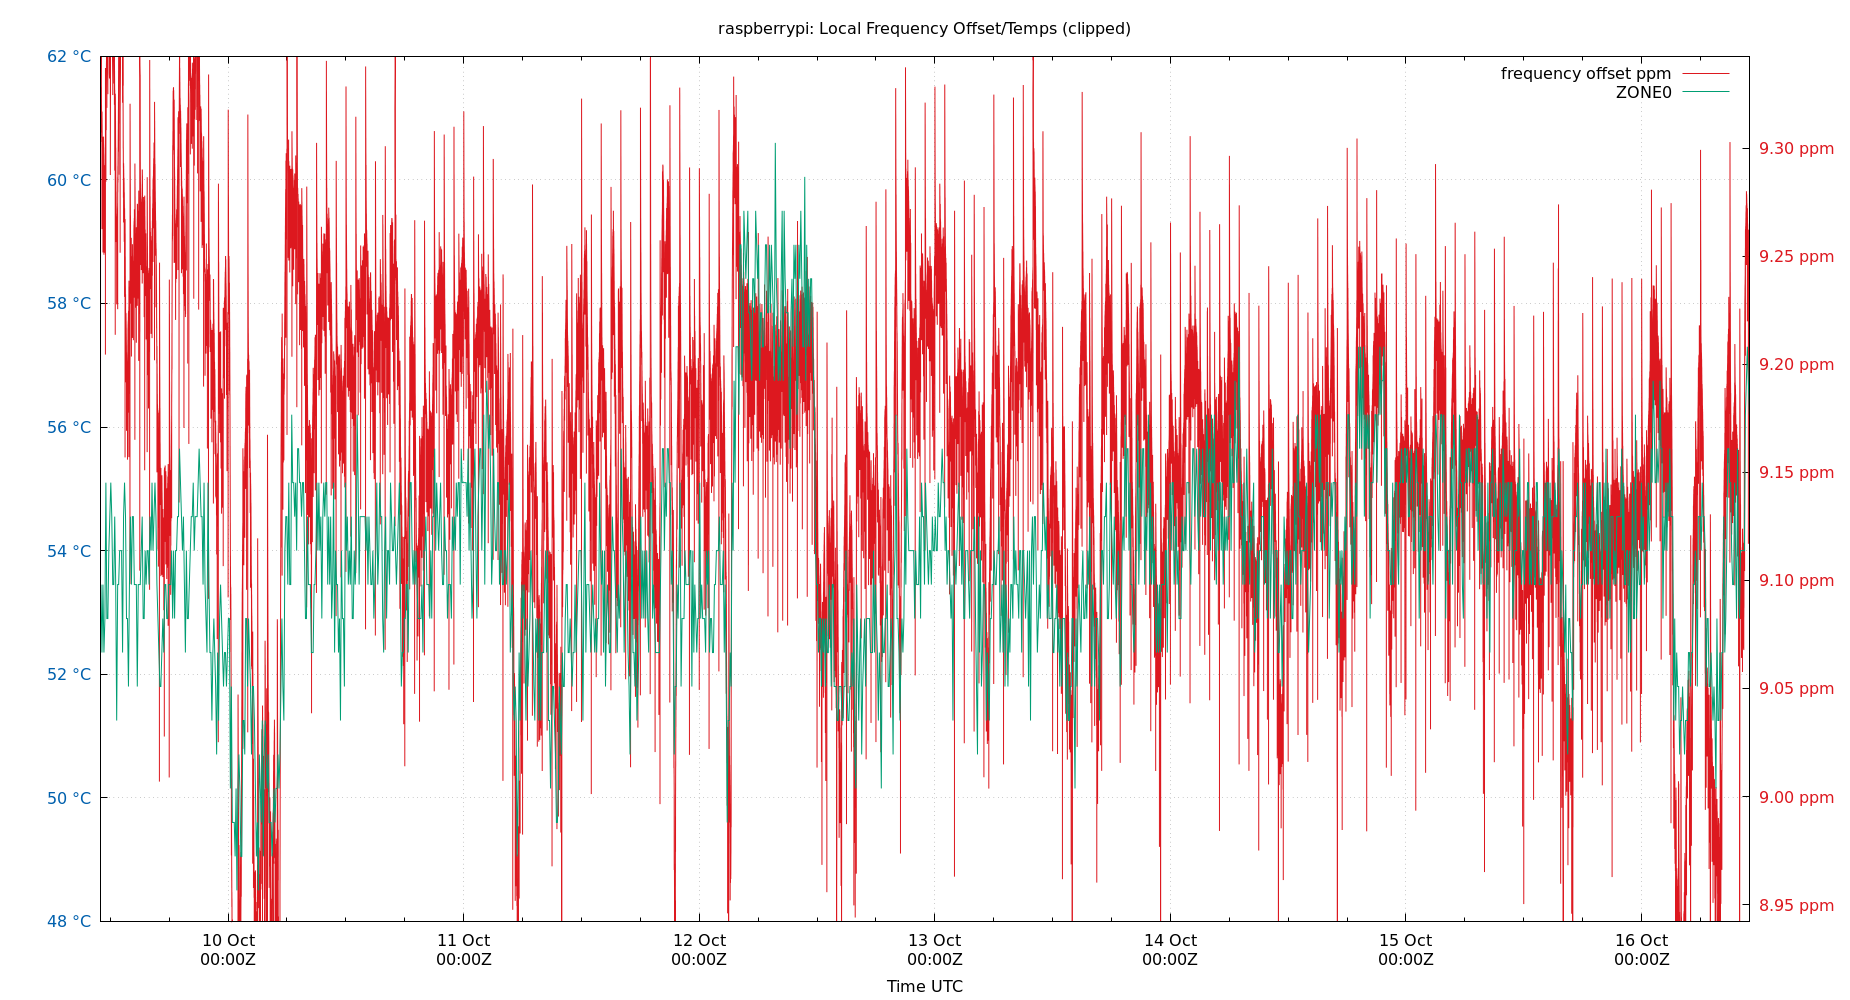 raspberrypi: Local Frequency Offset/Temps (clipped)
frequency offset ppm
ZONE0
62 °C
60 °C
58 °C
56 °C
54 °C
52 °C
50 °C
48 °C
9.30 ppm
9.25 ppm
9.20 ppm
9.15 ppm
9.10 ppm
9.05 ppm
9.00 ppm
8.95 ppm
10 Oct
00:00Z
11 Oct
00:00Z
12 Oct
00:00Z
13 Oct
00:00Z
14 Oct
00:00Z
15 Oct
00:00Z
16 Oct
00:00Z
Time UTC